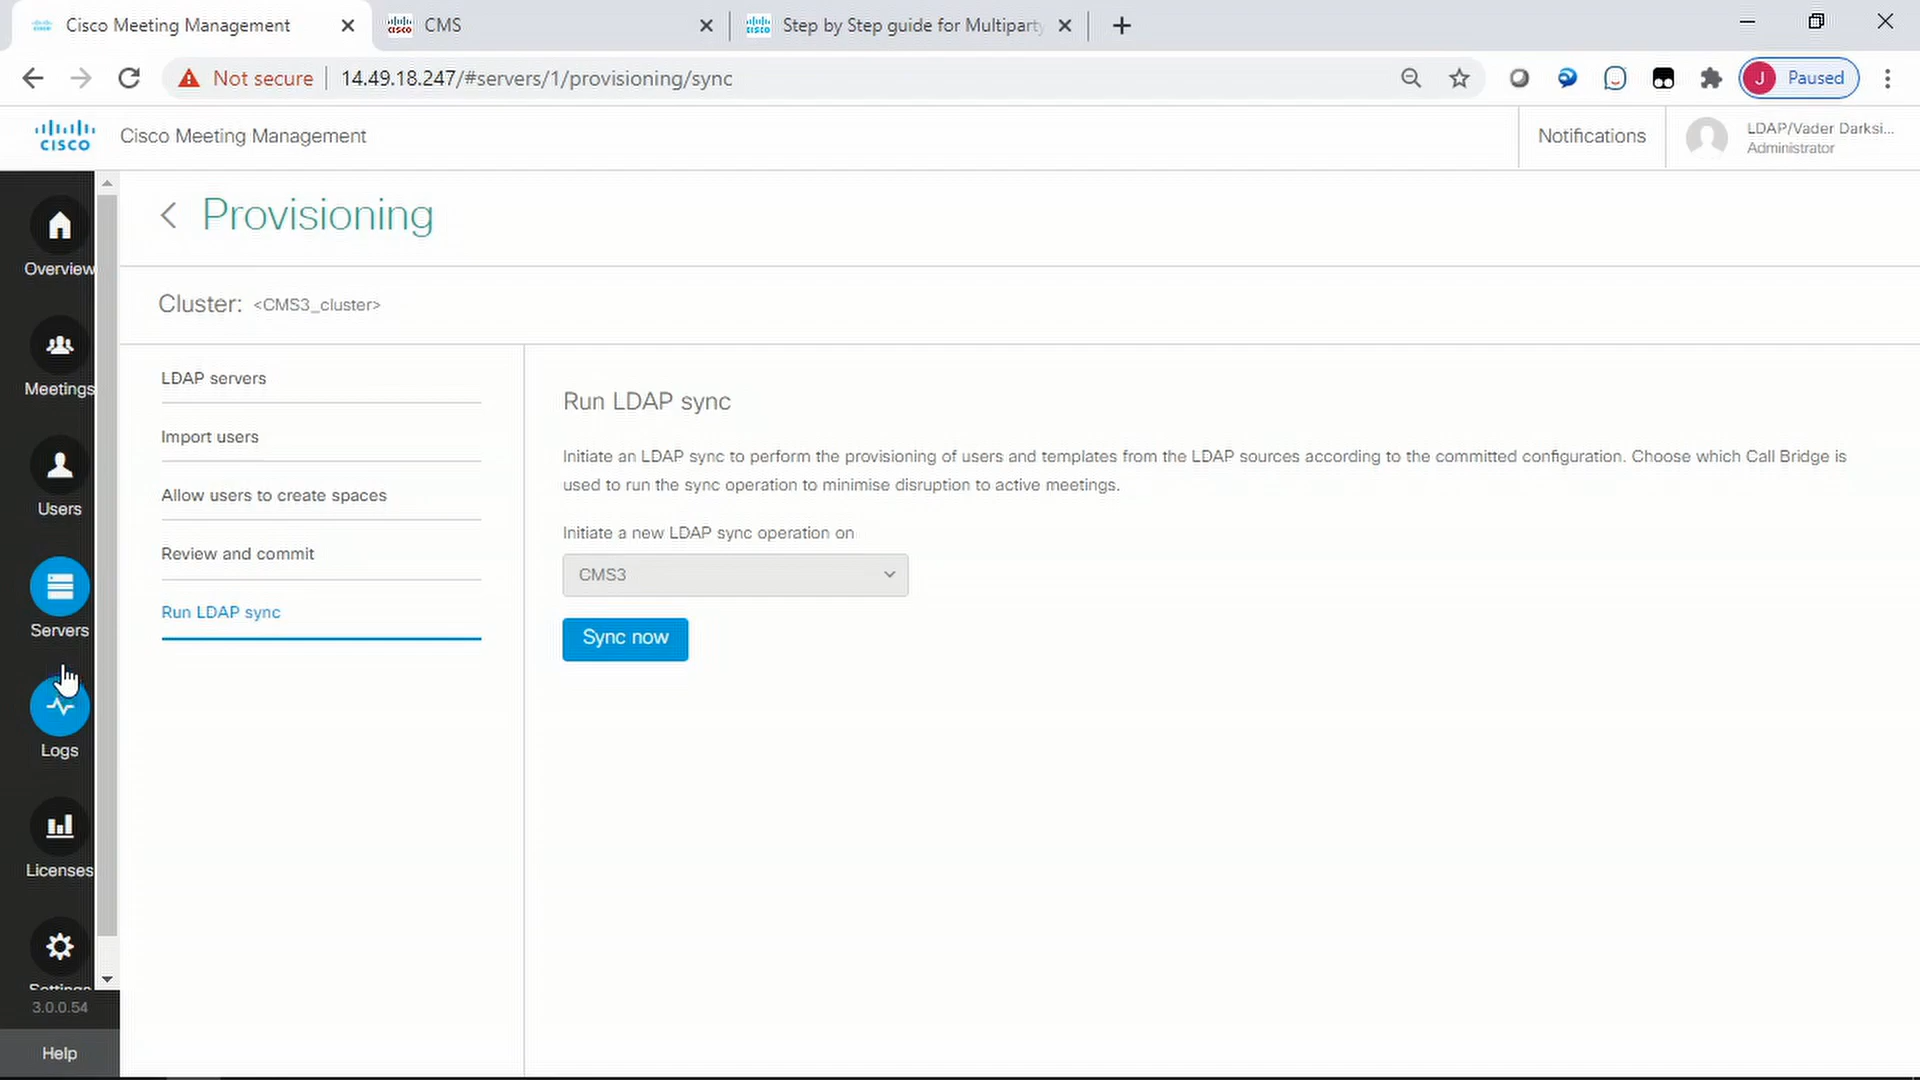 Cisco Meeting Management
CMS
Step by Step guide for Multiparty
Not secure
14.49.18.247/#servers/1/provisioning/sync
J Paused
CISCO
Cisco Meeting Management
Notifications
LDAP/Vader Darksi...
Administrator
Overview
Meetings
Users
Servers
Logs
Licenses
Settings
3.0.0.54
Help
Provisioning
Cluster: <CMS3_cluster>
LDAP servers
Import users
Allow users to create spaces
Review and commit
Run LDAP sync
Run LDAP sync
Initiate an LDAP sync to perform the provisioning of users and templates from the LDAP sources according to the committed configuration. Choose which Call Bridge is
used to run the sync operation to minimise disruption to active meetings.
Initiate a new LDAP sync operation on
CMS3
Sync now